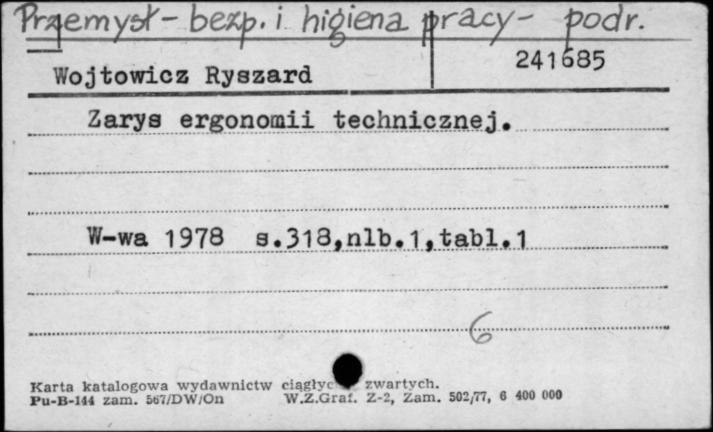 Przemysł - bezp. i higiena pracy - podr.
241685
Wojtowicz Ryszard
Zarys ergonomii technicznej.
W-wa 1978 s.318,nlb.1,tabl.1
6
Karta katalogowa wydawnictw zwartych.
Pu-B-144 zam. 567/DW/On W.Z.Graf. Z-2, Zam. 502/77, 6 400 000